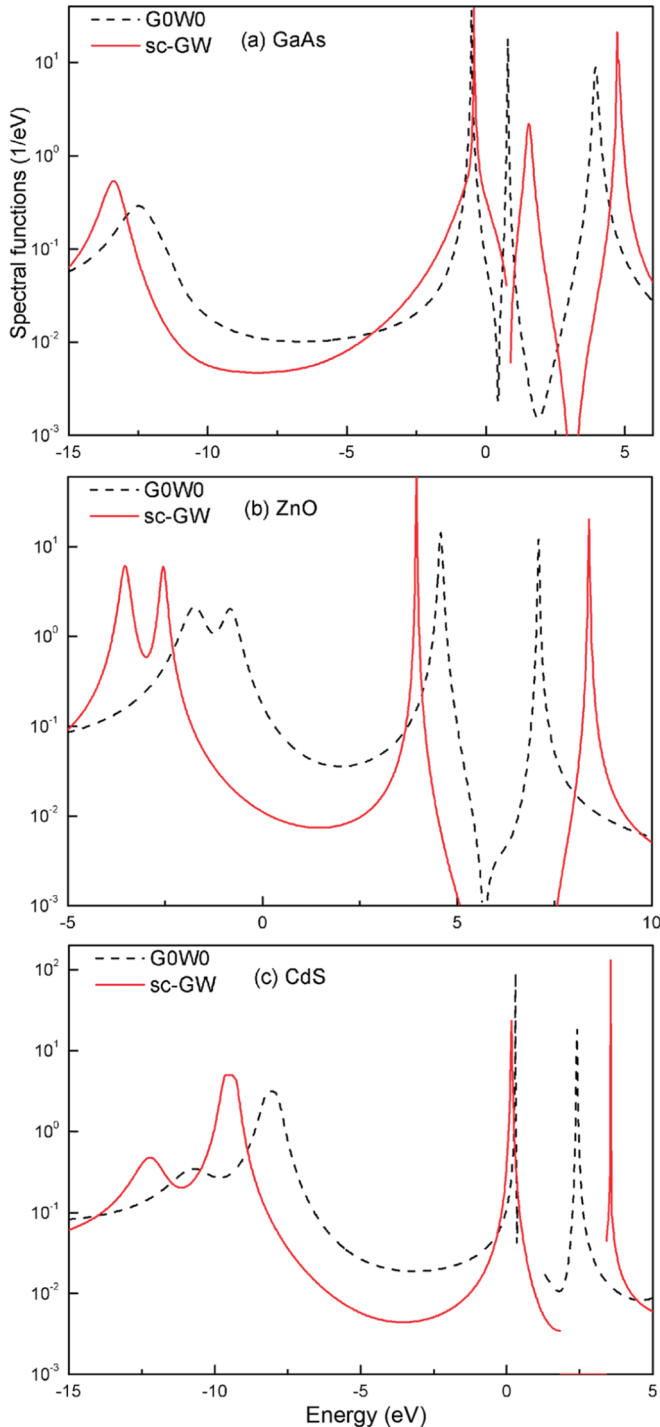 G0W0
sc-GW
(a) GaAs
Spectral functions (1/eV)
10^1
10^0
10^-1
10^-2
10^-3
-15 -10 -5 0 5
G0W0
sc-GW
(b) ZnO
10^1
10^0
10^-1
10^-2
10^-3
-5 0 5 10
G0W0
sc-GW
(c) CdS
10^2
10^1
10^0
10^-1
10^-2
10^-3
-15 -10 -5 0 5
Energy (eV)